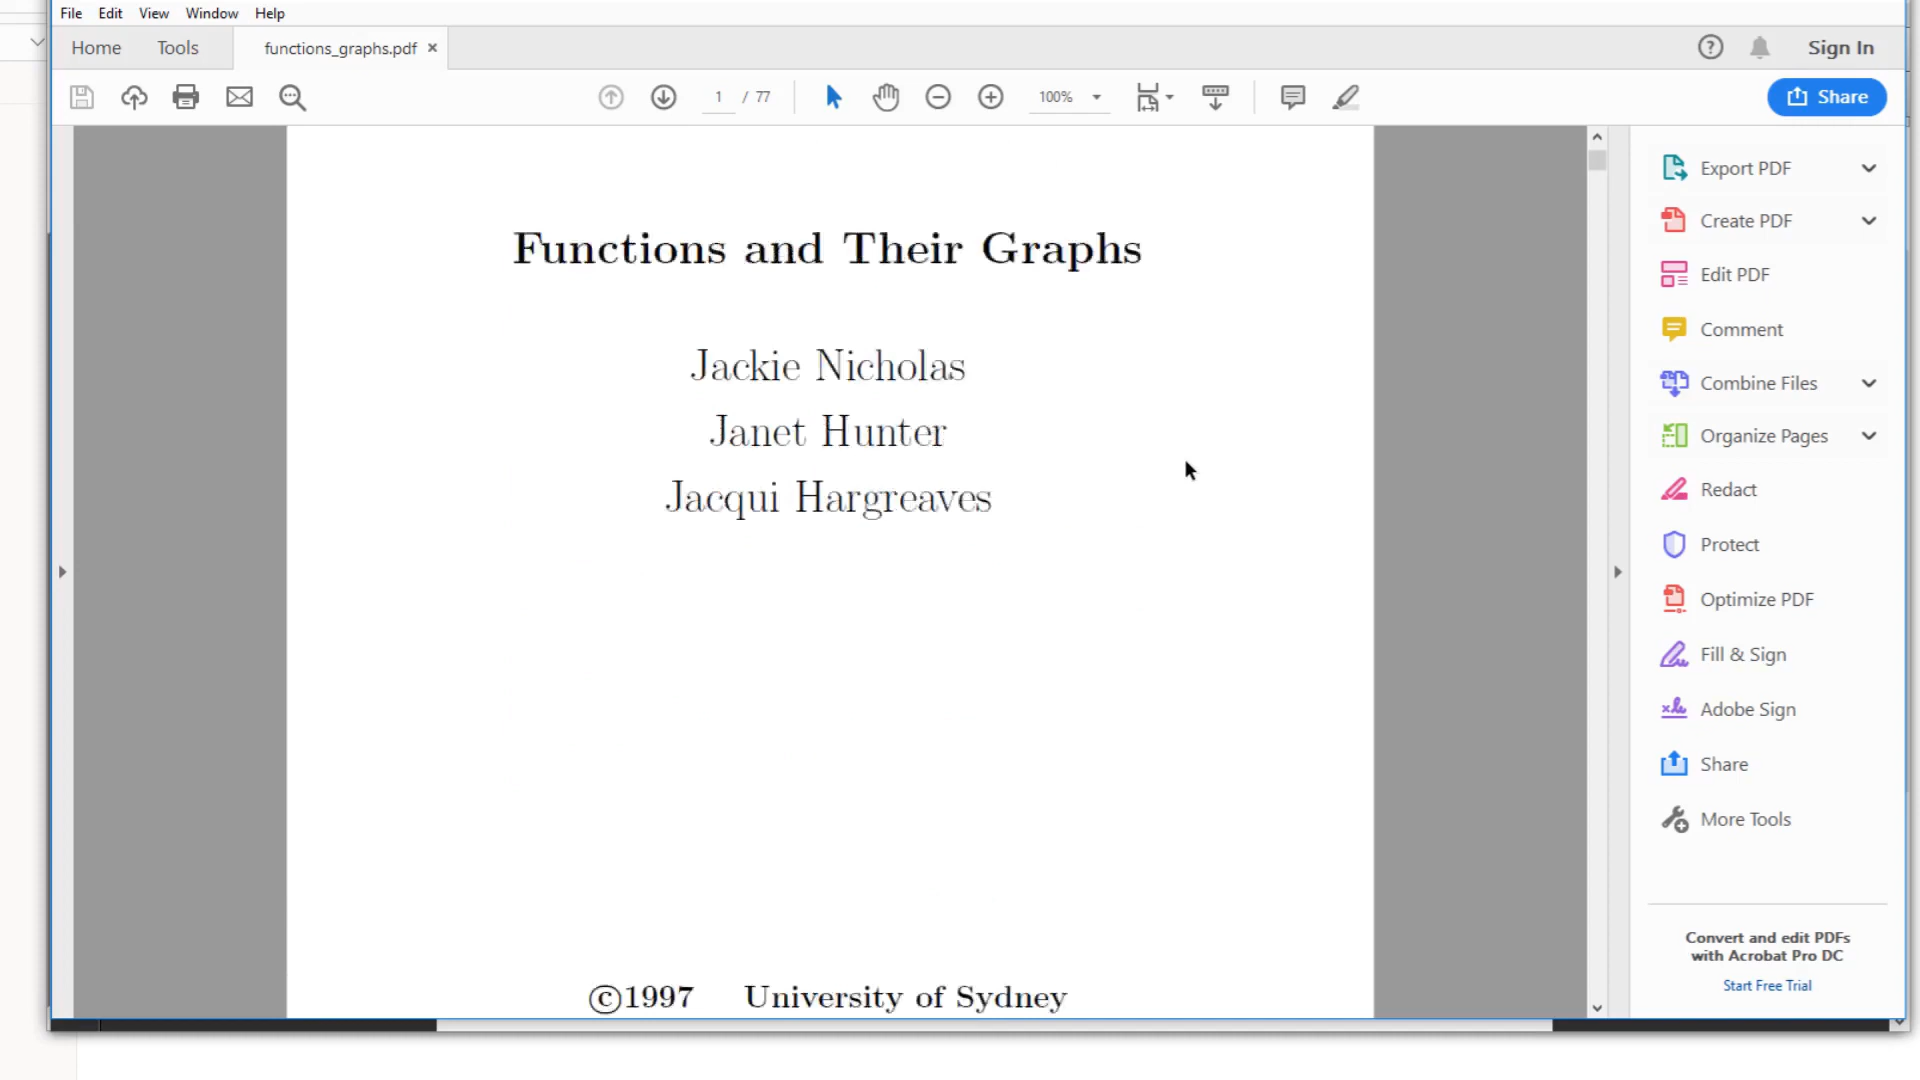 File Edit View Window Help
Home Tools functions_graphs.pdf × Sign In
1 / 77 100% Share
Functions and Their Graphs
Jackie Nicholas
Janet Hunter
Jacqui Hargreaves
©1997 University of Sydney
Export PDF
Create PDF
Edit PDF
Comment
Combine Files
Organize Pages
Redact
Protect
Optimize PDF
Fill & Sign
Adobe Sign
Share
More Tools
Convert and edit PDFs
with Acrobat Pro DC
Start Free Trial